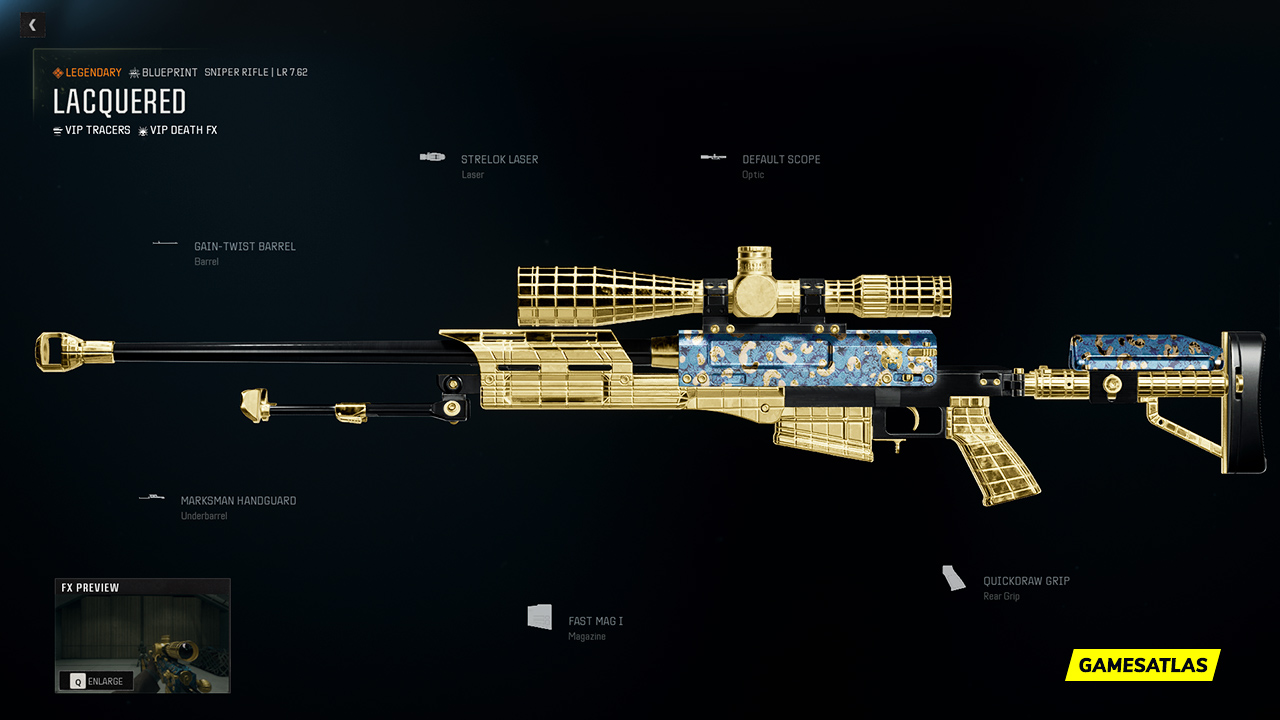 LEGENDARY BLUEPRINT SNIPER RIFLE | LR 7.62
LACQUERED
VIP TRACERS VIP DEATH FX
STRELOK LASER
Laser
DEFAULT SCOPE
Optic
GAIN-TWIST BARREL
Barrel
MARKSMAN HANDGUARD
Underbarrel
FX PREVIEW
Q ENLARGE
FAST MAG I
Magazine
QUICKDRAW GRIP
Rear Grip
GAMESATLAS